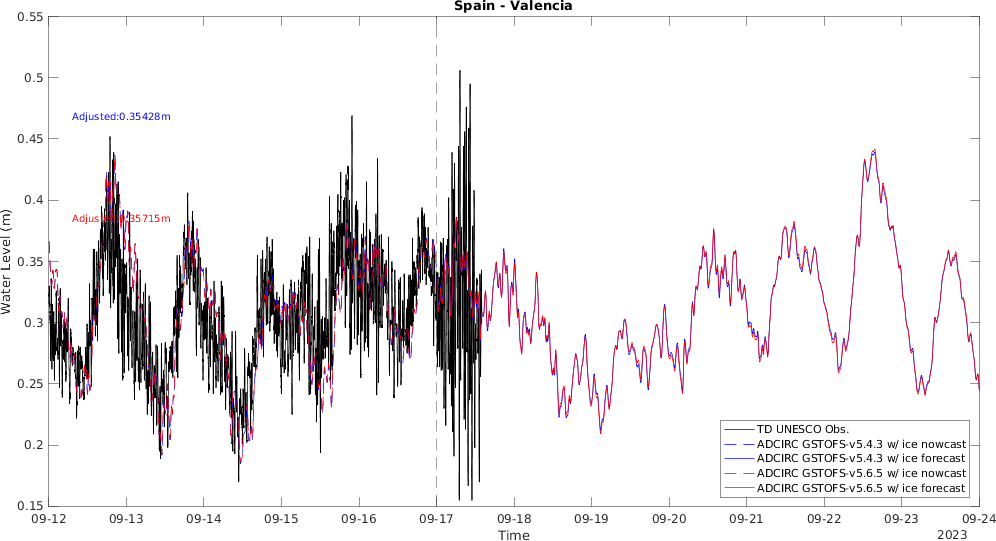 Spain - Valencia
0.55
0.5
0.45
0.4
0.35
0.3
0.25
0.2
0.15
Water Level (m)
Adjusted:0.35428m
Adjusted:0.35715m
TD UNESCO Obs.
ADCIRC GSTOFS-v5.4.3 w/ ice nowcast
ADCIRC GSTOFS-v5.4.3 w/ ice forecast
ADCIRC GSTOFS-v5.6.5 w/ ice nowcast
ADCIRC GSTOFS-v5.6.5 w/ ice forecast
09-12 09-13 09-14 09-15 09-16 09-17 09-18 09-19 09-20 09-21 09-22 09-23 09-24
Time
2023